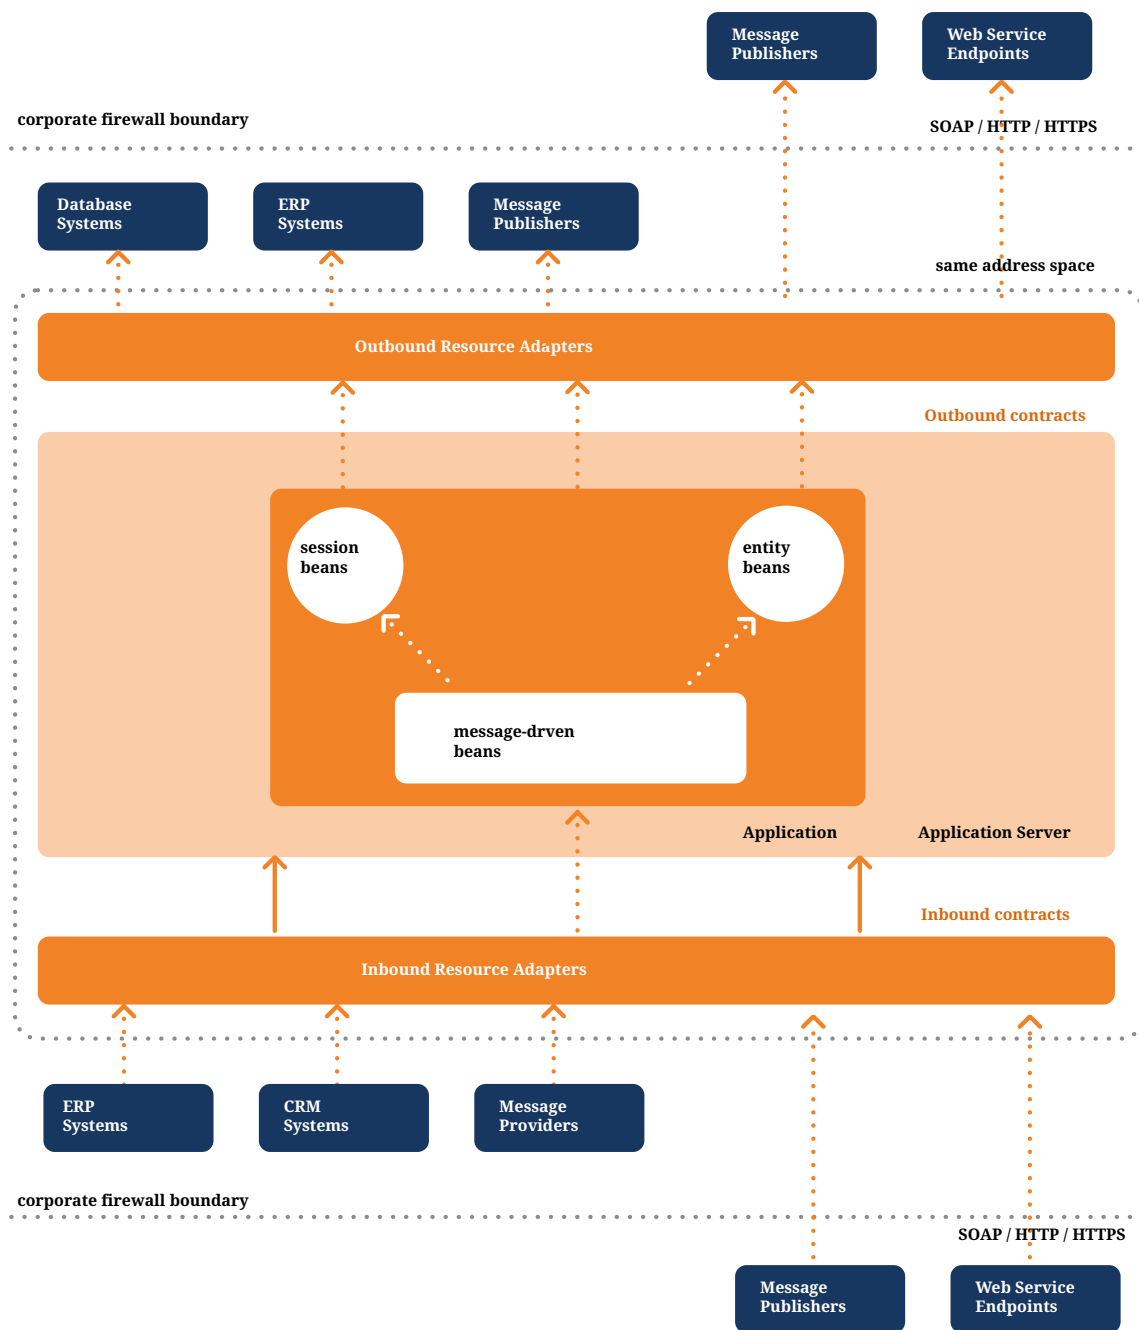 Message
Publishers
Web Service
Endpoints
corporate firewall boundary
SOAP / HTTP / HTTPS
Database
Systems
ERP
Systems
Message
Publishers
same address space
Outbound Resource Adapters
Outbound contracts
session
beans
entity
beans
message-drven
beans
Application
Application Server
Inbound contracts
Inbound Resource Adapters
ERP
Systems
CRM
Systems
Message
Providers
corporate firewall boundary
SOAP / HTTP / HTTPS
Message
Publishers
Web Service
Endpoints